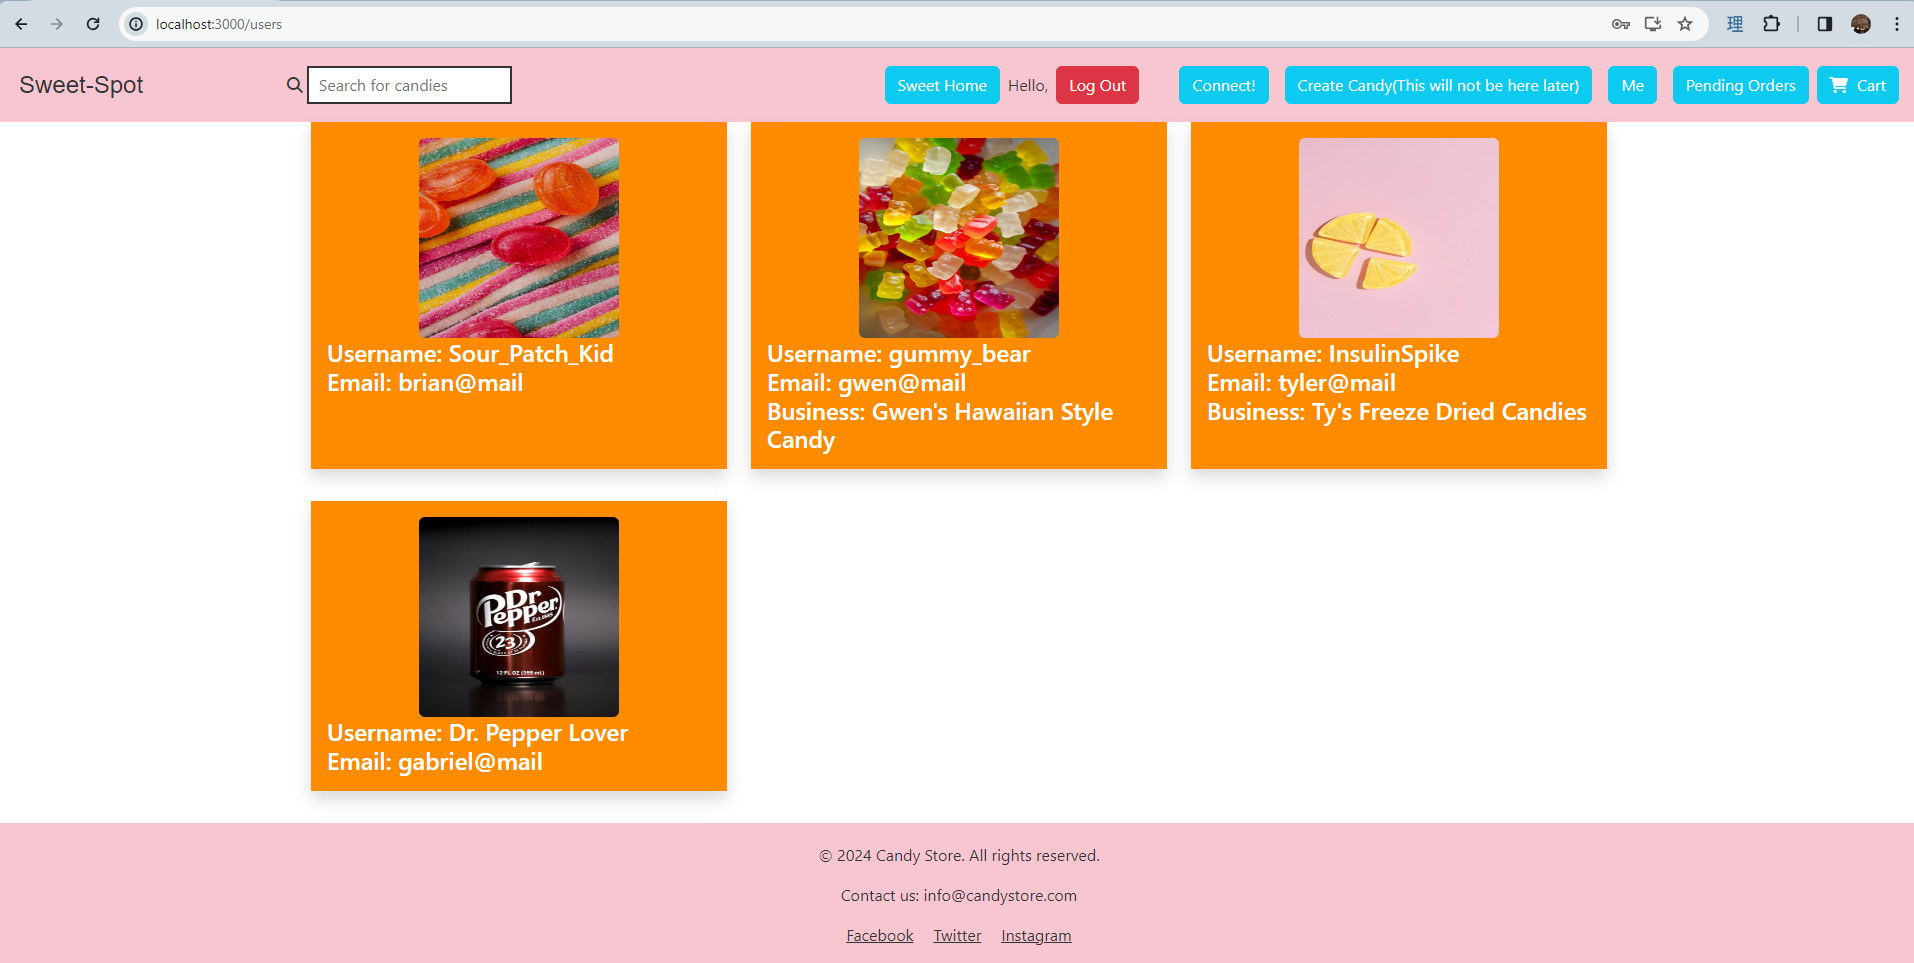 localhost:3000/users
理
Sweet-Spot
Search for candies
Sweet Home
Hello,
Log Out
Connect!
Create Candy(This will not be here later)
Me
Pending Orders
Cart
Username: Sour_Patch_Kid
Email: brian@mail
Username: gummy_bear
Email: gwen@mail
Business: Gwen's Hawaiian Style
Candy
Username: InsulinSpike
Email: tyler@mail
Business: Ty's Freeze Dried Candies
Dr
Pepper
Est. 1885
23
12 FL OZ (355 mL)
Username: Dr. Pepper Lover
Email: gabriel@mail
© 2024 Candy Store. All rights reserved.
Contact us: info@candystore.com
Facebook Twitter Instagram